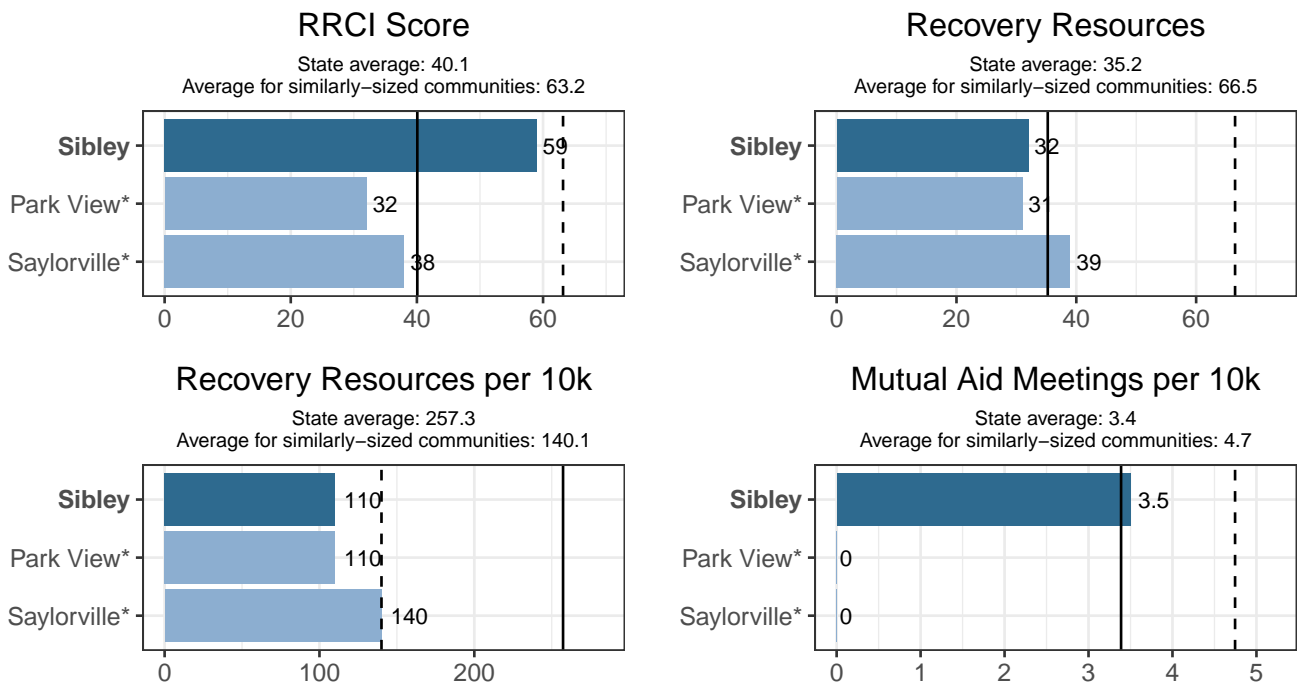 RRCI Score
State average: 40.1
Average for similarly−sized communities: 63.2
Sibley
59
Park View*
32
Saylorville*
38
0 20 40 60
Recovery Resources
State average: 35.2
Average for similarly−sized communities: 66.5
Sibley
32
Park View*
31
Saylorville*
39
0 20 40 60
Recovery Resources per 10k
State average: 257.3
Average for similarly−sized communities: 140.1
Sibley
110
Park View*
110
Saylorville*
140
0 100 200
Mutual Aid Meetings per 10k
State average: 3.4
Average for similarly−sized communities: 4.7
Sibley
3.5
Park View*
0
Saylorville*
0
0 1 2 3 4 5